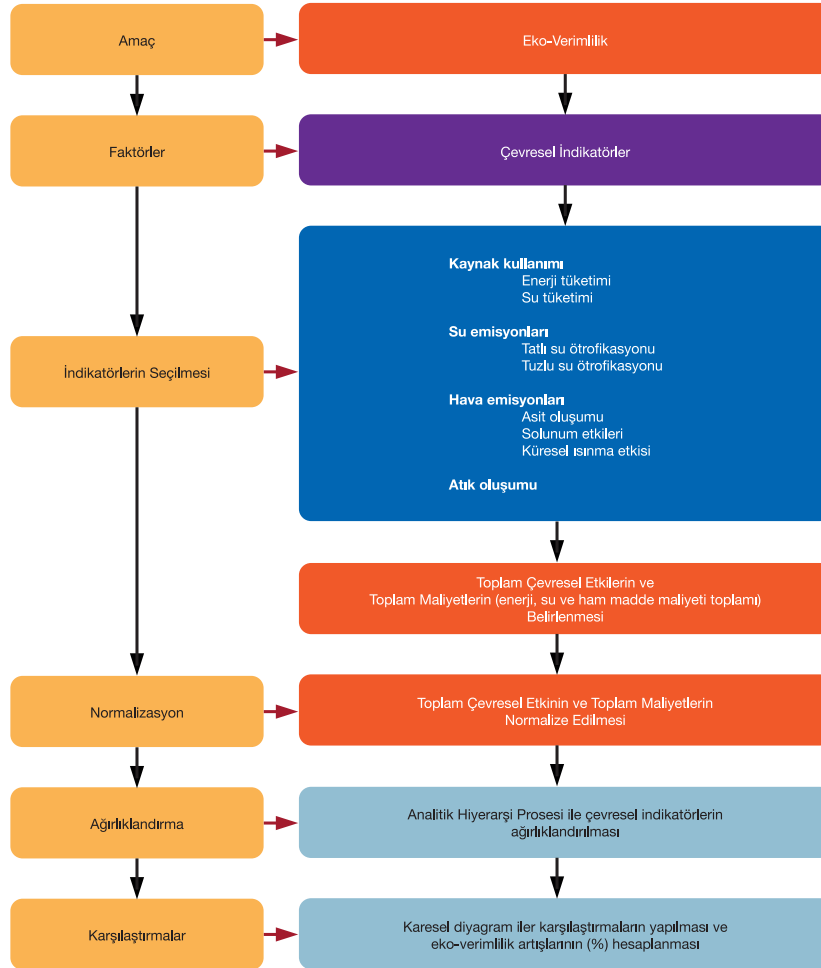 Amaç
Eko-Verimlilik
Faktörler
Çevresel İndikatörler
İndikatörlerin Seçilmesi
Kaynak kullanımı
Enerji tüketimi
Su tüketimi
Su emisyonları
Tatlı su ötrofikasyonu
Tuzlu su ötrofikasyonu
Hava emisyonları
Asit oluşumu
Solunum etkileri
Küresel ısınma etkisi
Atık oluşumu
Toplam Çevresel Etkilerin ve
Toplam Maliyetlerin (enerji, su ve ham madde maliyeti toplamı)
Belirlenmesi
Normalizasyon
Toplam Çevresel Etkinin ve Toplam Maliyetlerin
Normalize Edilmesi
Ağırlıklandırma
Analitik Hiyerarşi Prosesi ile çevresel indikatörlerin
ağırlıklandırılması
Karşılaştırmalar
Karesel diyagram iler karşılaştırmaların yapılması ve
eko-verimlilik artışlarının (%) hesaplanması